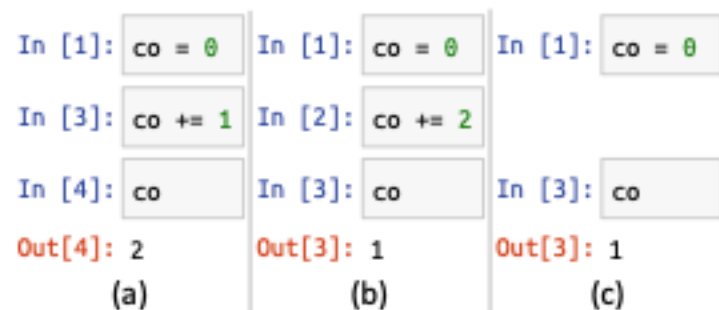 In [1]: co = 0 In [1]: co = 0 In [1]: co = 0
In [3]: co += 1 In [2]: co += 2
In [4]: co In [3]: co In [3]: co
Out[4]: 2 Out[3]: 1 Out[3]: 1
(a) (b) (c)